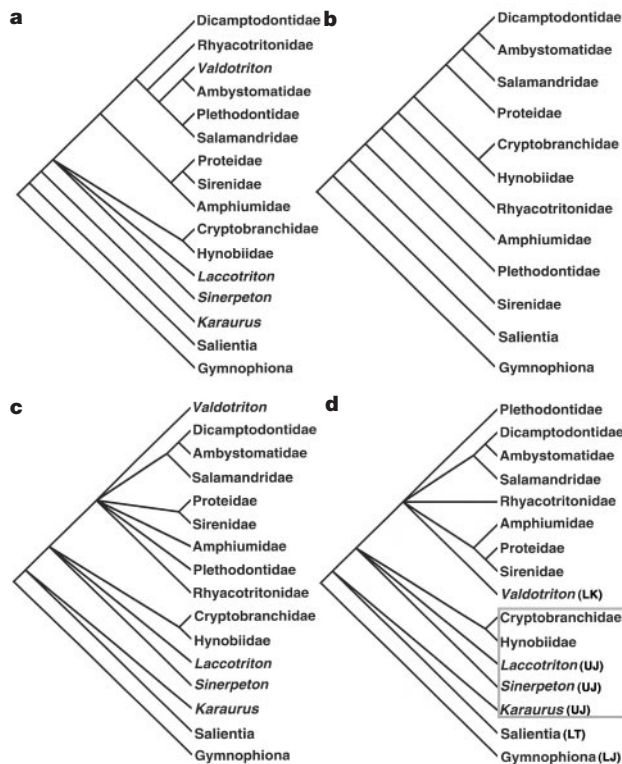 a
Dicamptodontidae
Rhyacotritonidae
Valdotriton
Ambystomatidae
Plethodontidae
Salamandridae
Proteidae
Sirenidae
Amphiumidae
Cryptobranchidae
Hynobiidae
Laccotriton
Sinerpeton
Karaurus
Salientia
Gymnophiona
b
Dicamptodontidae
Ambystomatidae
Salamandridae
Proteidae
Cryptobranchidae
Hynobiidae
Rhyacotritonidae
Amphiumidae
Plethodontidae
Sirenidae
Salientia
Gymnophiona
c
Valdotriton
Dicamptodontidae
Ambystomatidae
Salamandridae
Proteidae
Sirenidae
Amphiumidae
Plethodontidae
Rhyacotritonidae
Cryptobranchidae
Hynobiidae
Laccotriton
Sinerpeton
Karaurus
Salientia
Gymnophiona
d
Plethodontidae
Dicamptodontidae
Ambystomatidae
Salamandridae
Rhyacotritonidae
Amphiumidae
Proteidae
Sirenidae
Valdotriton (LK)
Cryptobranchidae
Hynobiidae
Laccotriton (UJ)
Sinerpeton (UJ)
Karaurus (UJ)
Salientia (LT)
Gymnophiona (LJ)